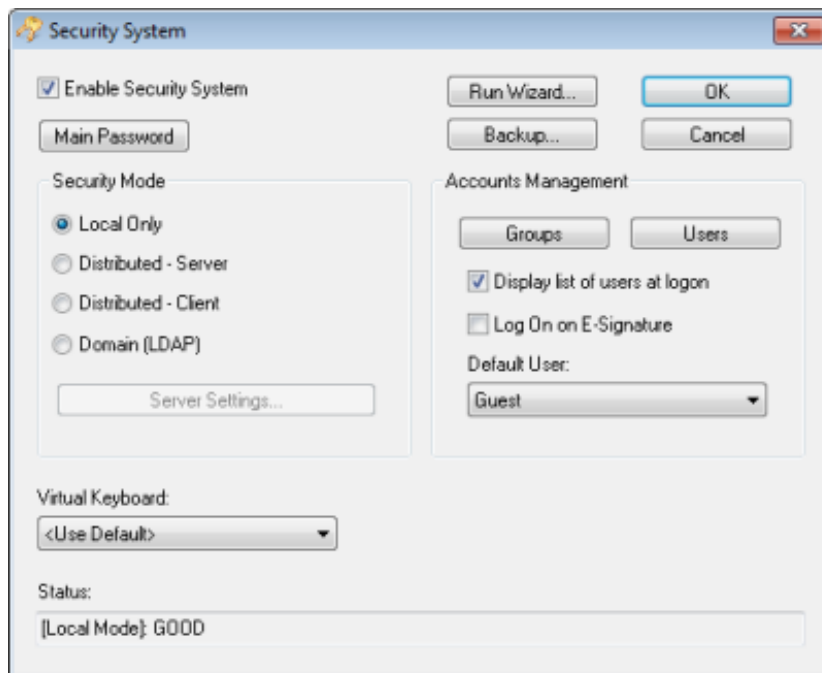 Security System
Enable Security System
Run Wizard...
OK
Main Password
Backup...
Cancel
Security Mode
Local Only
Distributed - Server
Distributed - Client
Domain (LDAP)
Server Settings...
Accounts Management
Groups
Users
Display list of users at logon
Log On on E-Signature
Default User:
Guest
Virtual Keyboard:
<Use Default>
Status:
[Local Mode]: GOOD